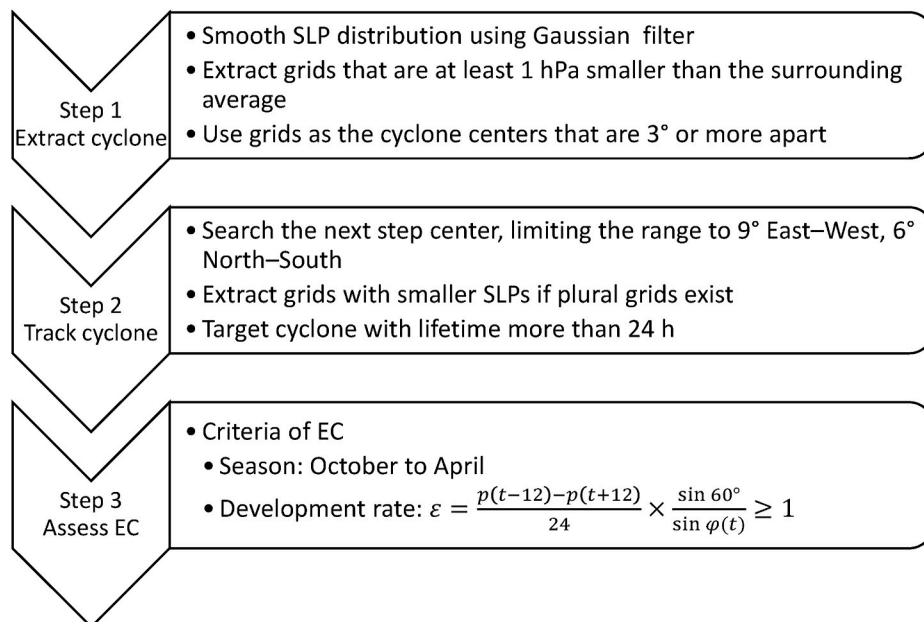 Step 1
Extract cyclone
• Smooth SLP distribution using Gaussian filter
• Extract grids that are at least 1 hPa smaller than the surrounding
average
• Use grids as the cyclone centers that are 3° or more apart
Step 2
Track cyclone
• Search the next step center, limiting the range to 9° East–West, 6°
North–South
• Extract grids with smaller SLPs if plural grids exist
• Target cyclone with lifetime more than 24 h
Step 3
Assess EC
• Criteria of EC
• Season: October to April
• Development rate: ε = p(t−12)−p(t+12)/24 × sin 60°/sin φ(t) ≥ 1